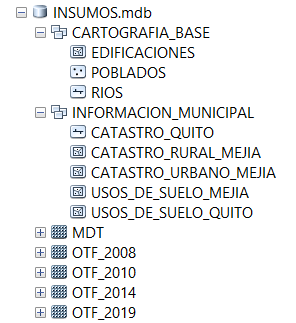 INSUMOS.mdb
CARTOGRAFIA_BASE
EDIFICACIONES
POBLADOS
RIOS
INFORMACION_MUNICIPAL
CATASTRO_QUITO
CATASTRO_RURAL_MEJIA
CATASTRO_URBANO_MEJIA
USOS_DE_SUELO_MEJIA
USOS_DE_SUELO_QUITO
MDT
OTF_2008
OTF_2010
OTF_2014
OTF_2019